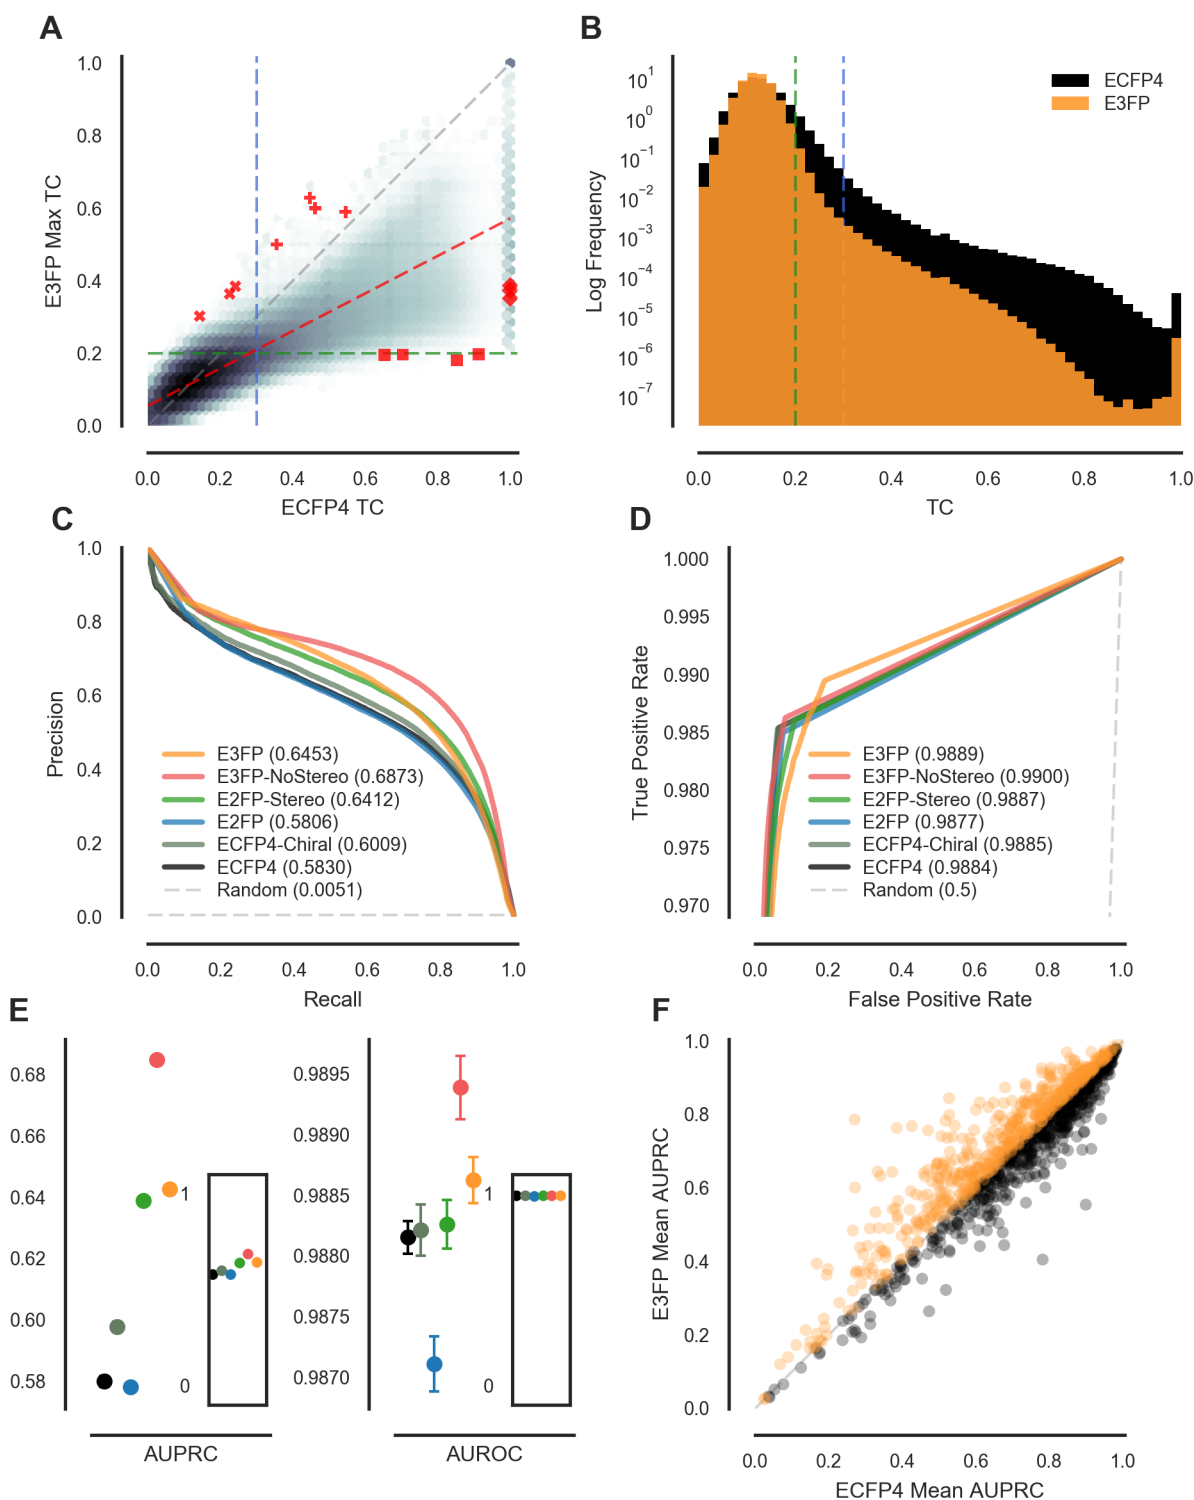 A
1.0
0.8
0.6
0.4
0.2
0.0
E3FP Max TC
0.0 0.2 0.4 0.6 0.8 1.0
ECFP4 TC
B
10^1
10^0
10^−1
10^−2
10^−3
10^−4
10^−5
10^−6
10^−7
Log Frequency
ECFP4
E3FP
0.0 0.2 0.4 0.6 0.8 1.0
TC
C
1.0
0.8
0.6
0.4
0.2
0.0
Precision
E3FP (0.6453)
E3FP-NoStereo (0.6873)
E2FP-Stereo (0.6412)
E2FP (0.5806)
ECFP4-Chiral (0.6009)
ECFP4 (0.5830)
Random (0.0051)
0.0 0.2 0.4 0.6 0.8 1.0
Recall
D
1.000
0.995
0.990
0.985
0.980
0.975
0.970
True Positive Rate
E3FP (0.9889)
E3FP-NoStereo (0.9900)
E2FP-Stereo (0.9887)
E2FP (0.9877)
ECFP4-Chiral (0.9885)
ECFP4 (0.9884)
Random (0.5)
0.0 0.2 0.4 0.6 0.8 1.0
False Positive Rate
E
0.68
0.66
0.64
0.62
0.60
0.58
1
0
AUPRC
0.9895
0.9890
0.9885
0.9880
0.9875
0.9870
1
0
AUROC
F
1.0
0.8
0.6
0.4
0.2
0.0
E3FP Mean AUPRC
0.0 0.2 0.4 0.6 0.8 1.0
ECFP4 Mean AUPRC